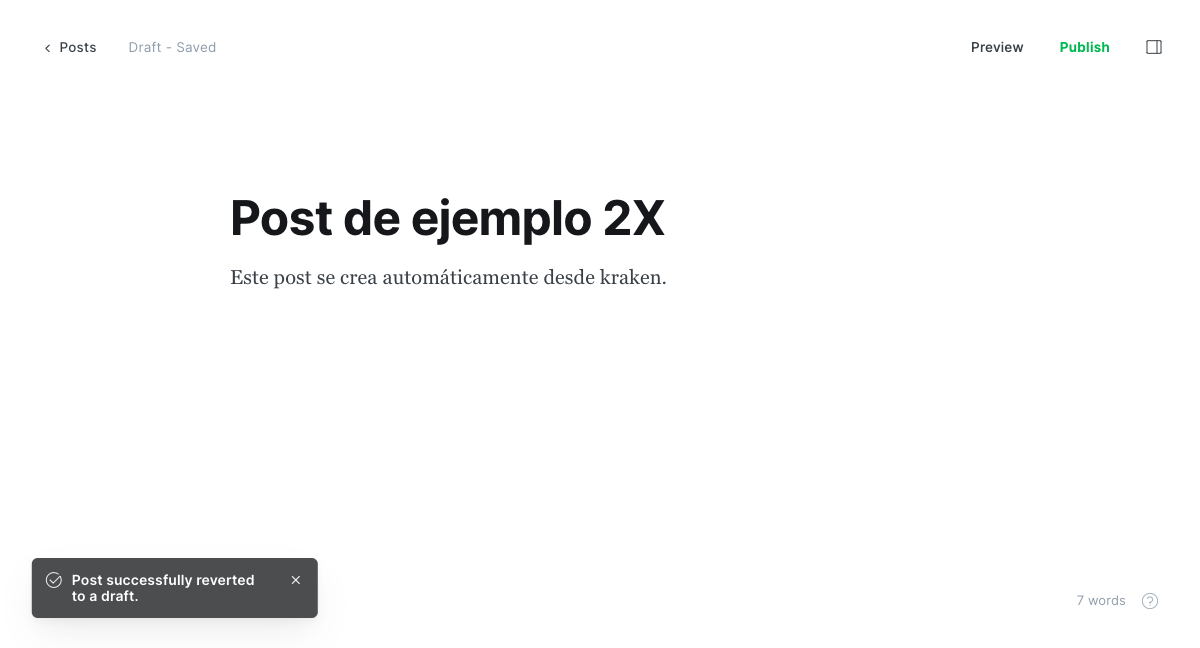 Posts
Draft - Saved
Preview
Publish
Post de ejemplo 2X
Este post se crea automáticamente desde kraken.
Post successfully reverted
to a draft.
7 words
?